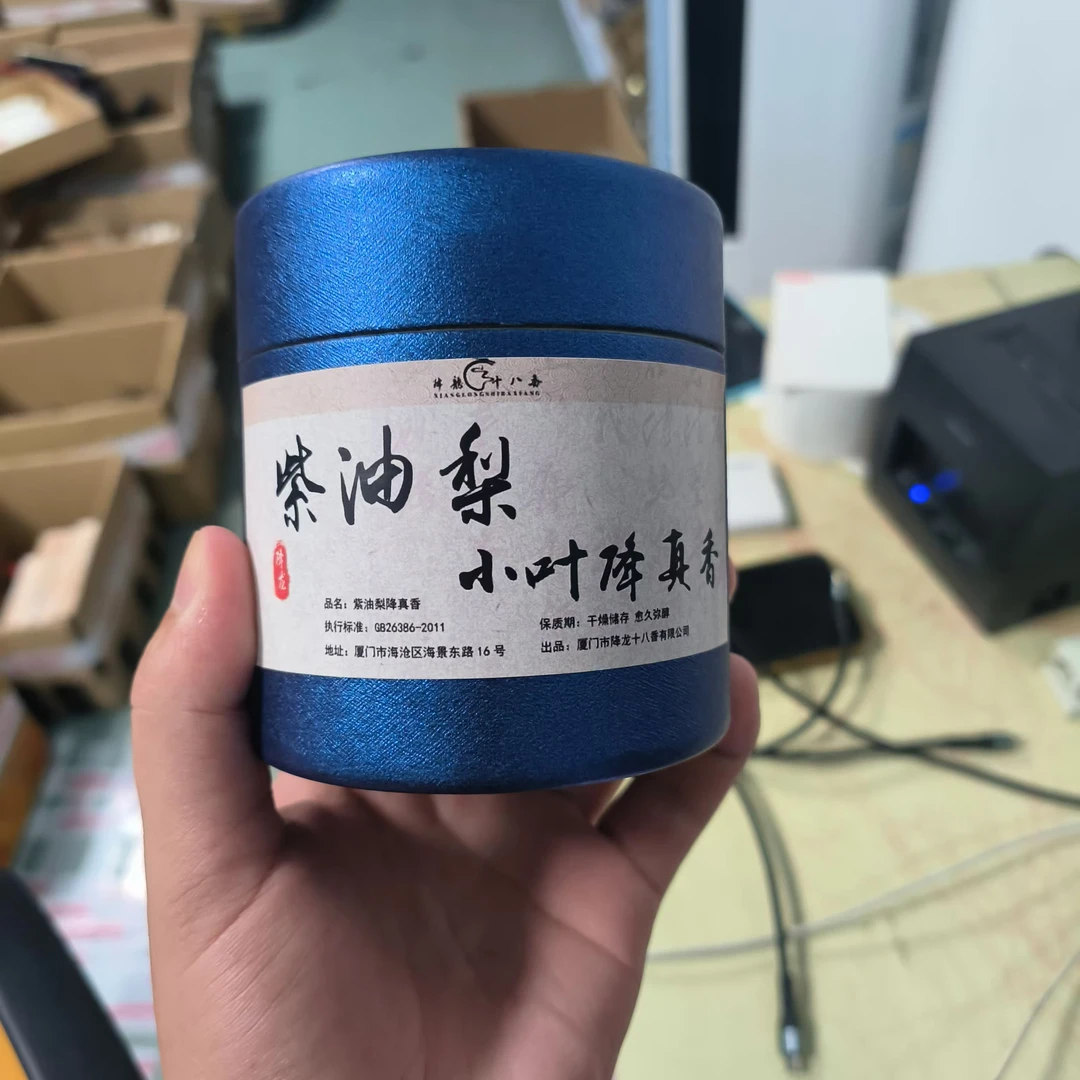 降龍十八香
XIANGLONGSHIBAXIANG
紫油梨
小叶降真香
降龙
品名：紫油梨降真香
执行标准：GB26386-2011
地址：厦门市海沧区海景东路16号
保质期：干燥储存 愈久弥醇
出品：厦门市降龙十八香有限公司